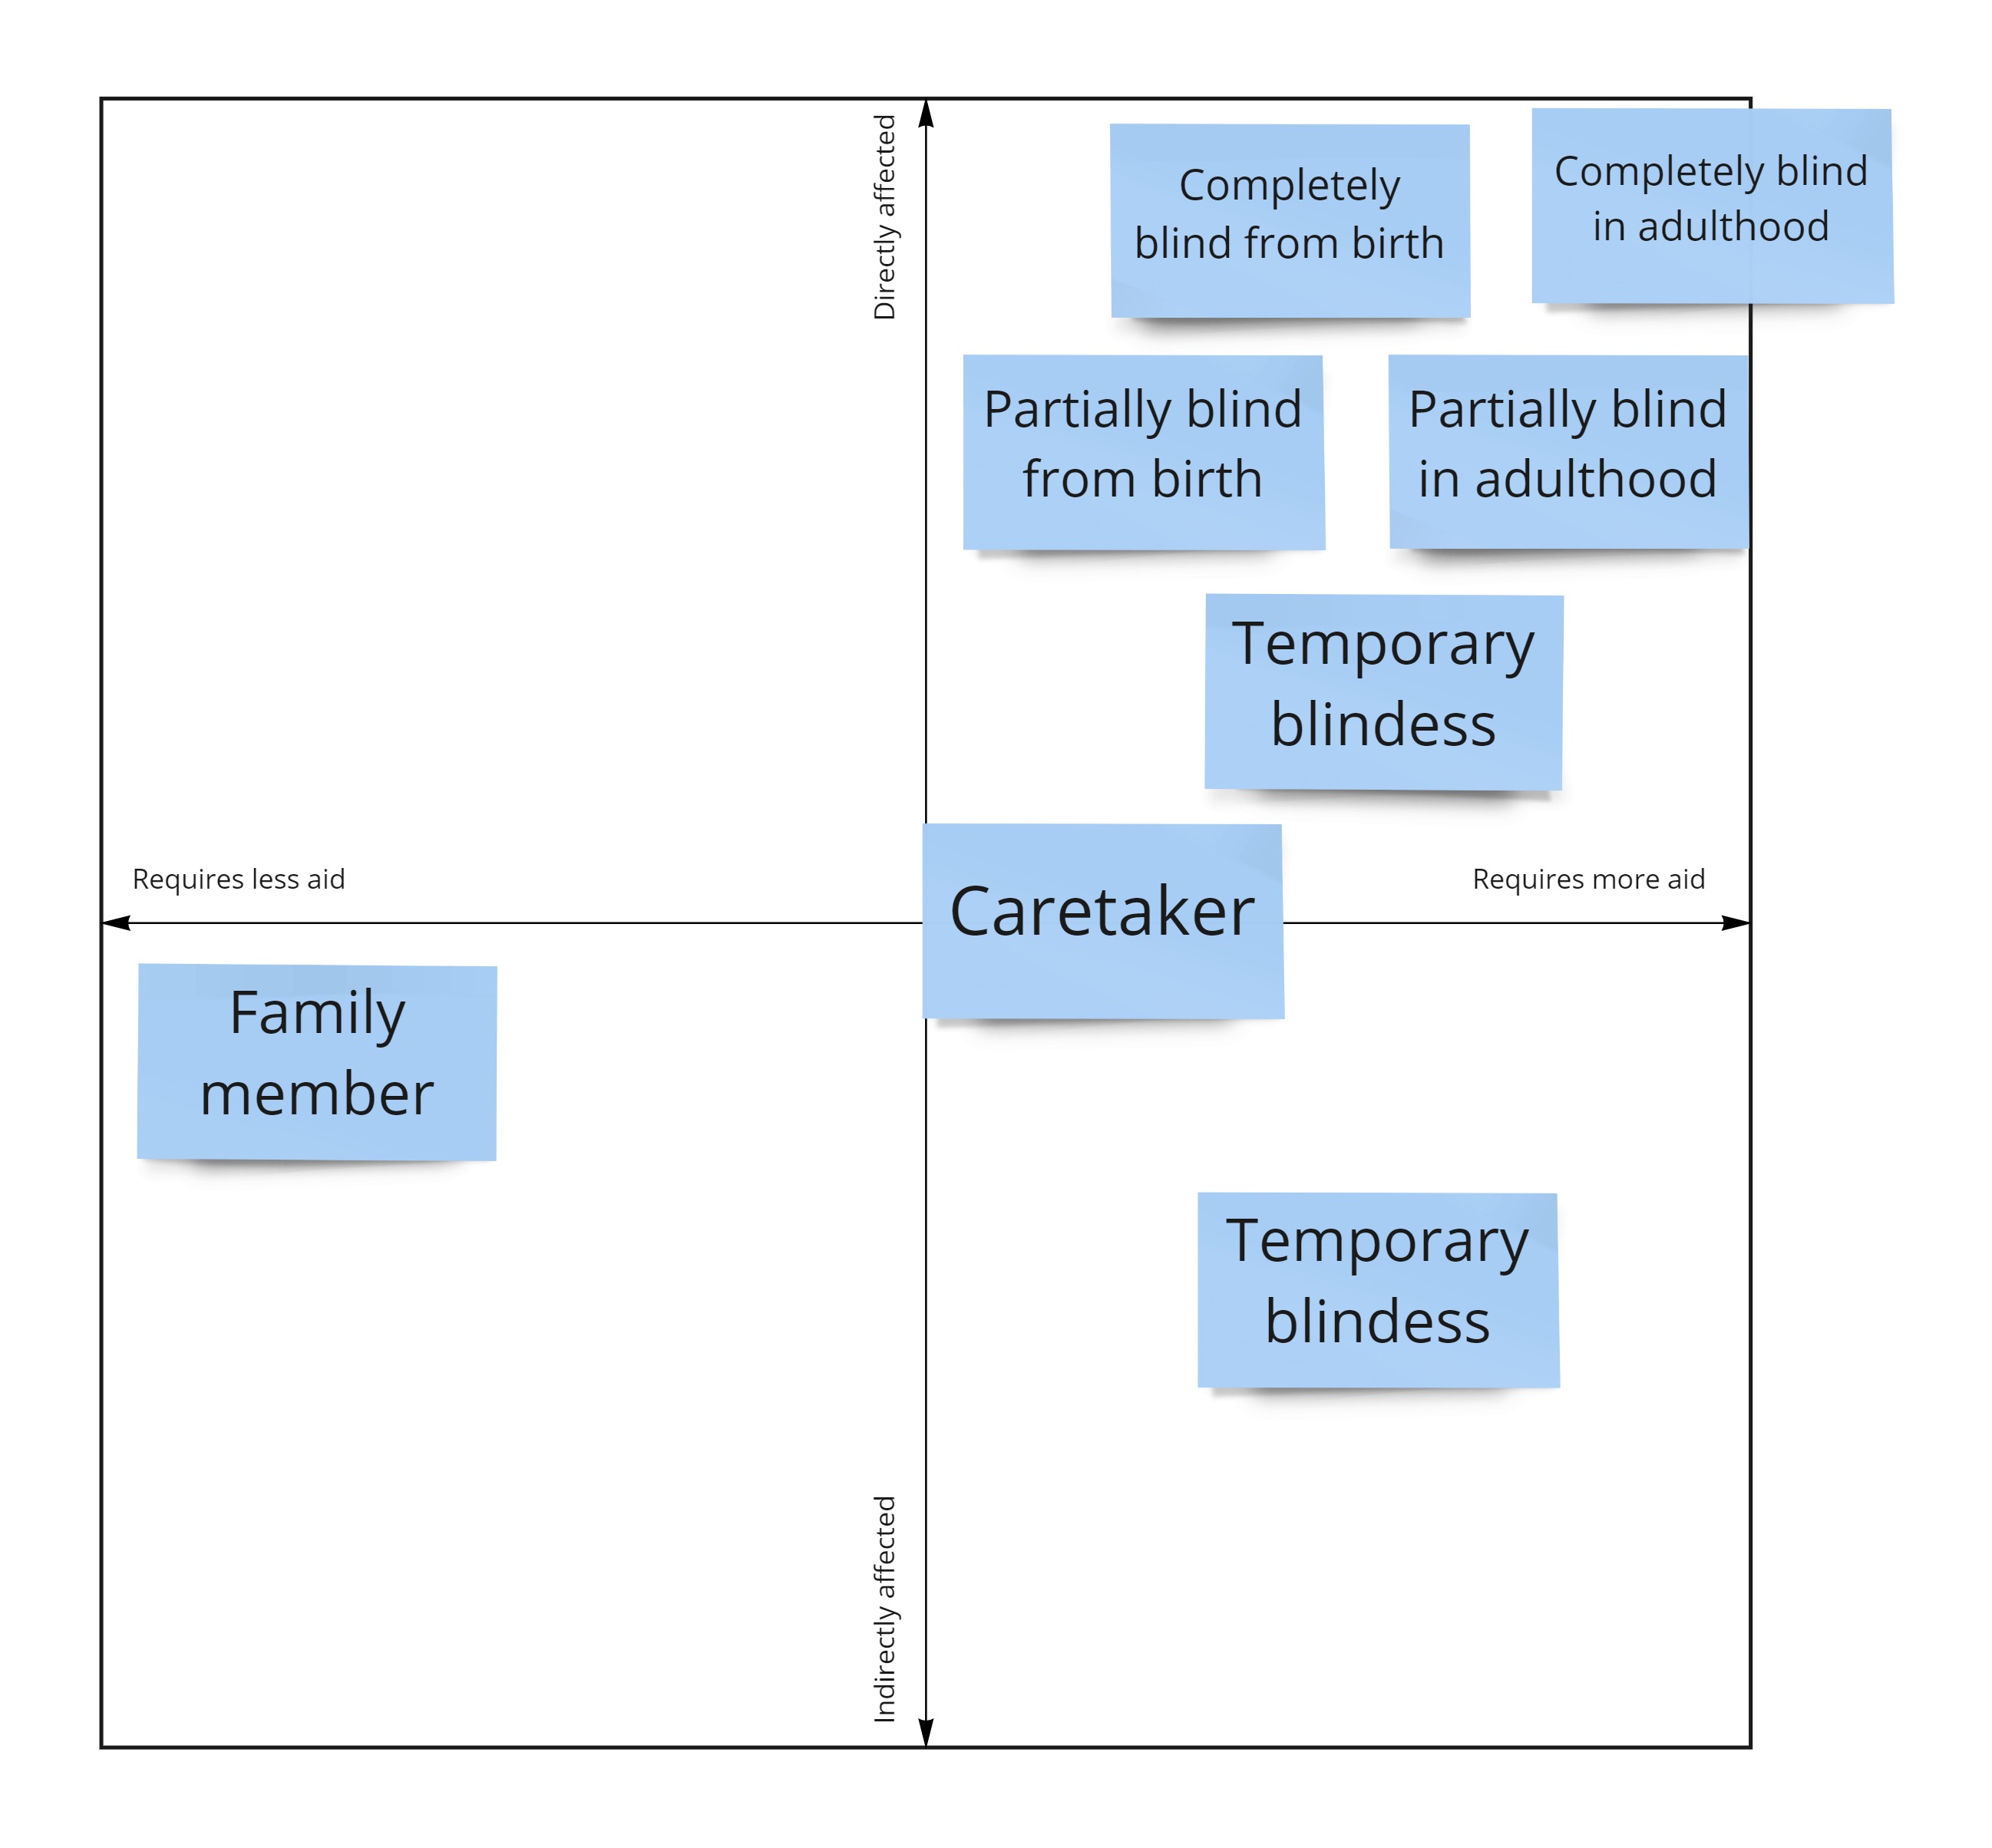 Directly affected
Completely
blind from birth
Completely blind
in adulthood
Partially blind
from birth
Partially blind
in adulthood
Temporary
blindess
Requires less aid
Caretaker
Requires more aid
Family
member
Temporary
blindess
Indirectly affected